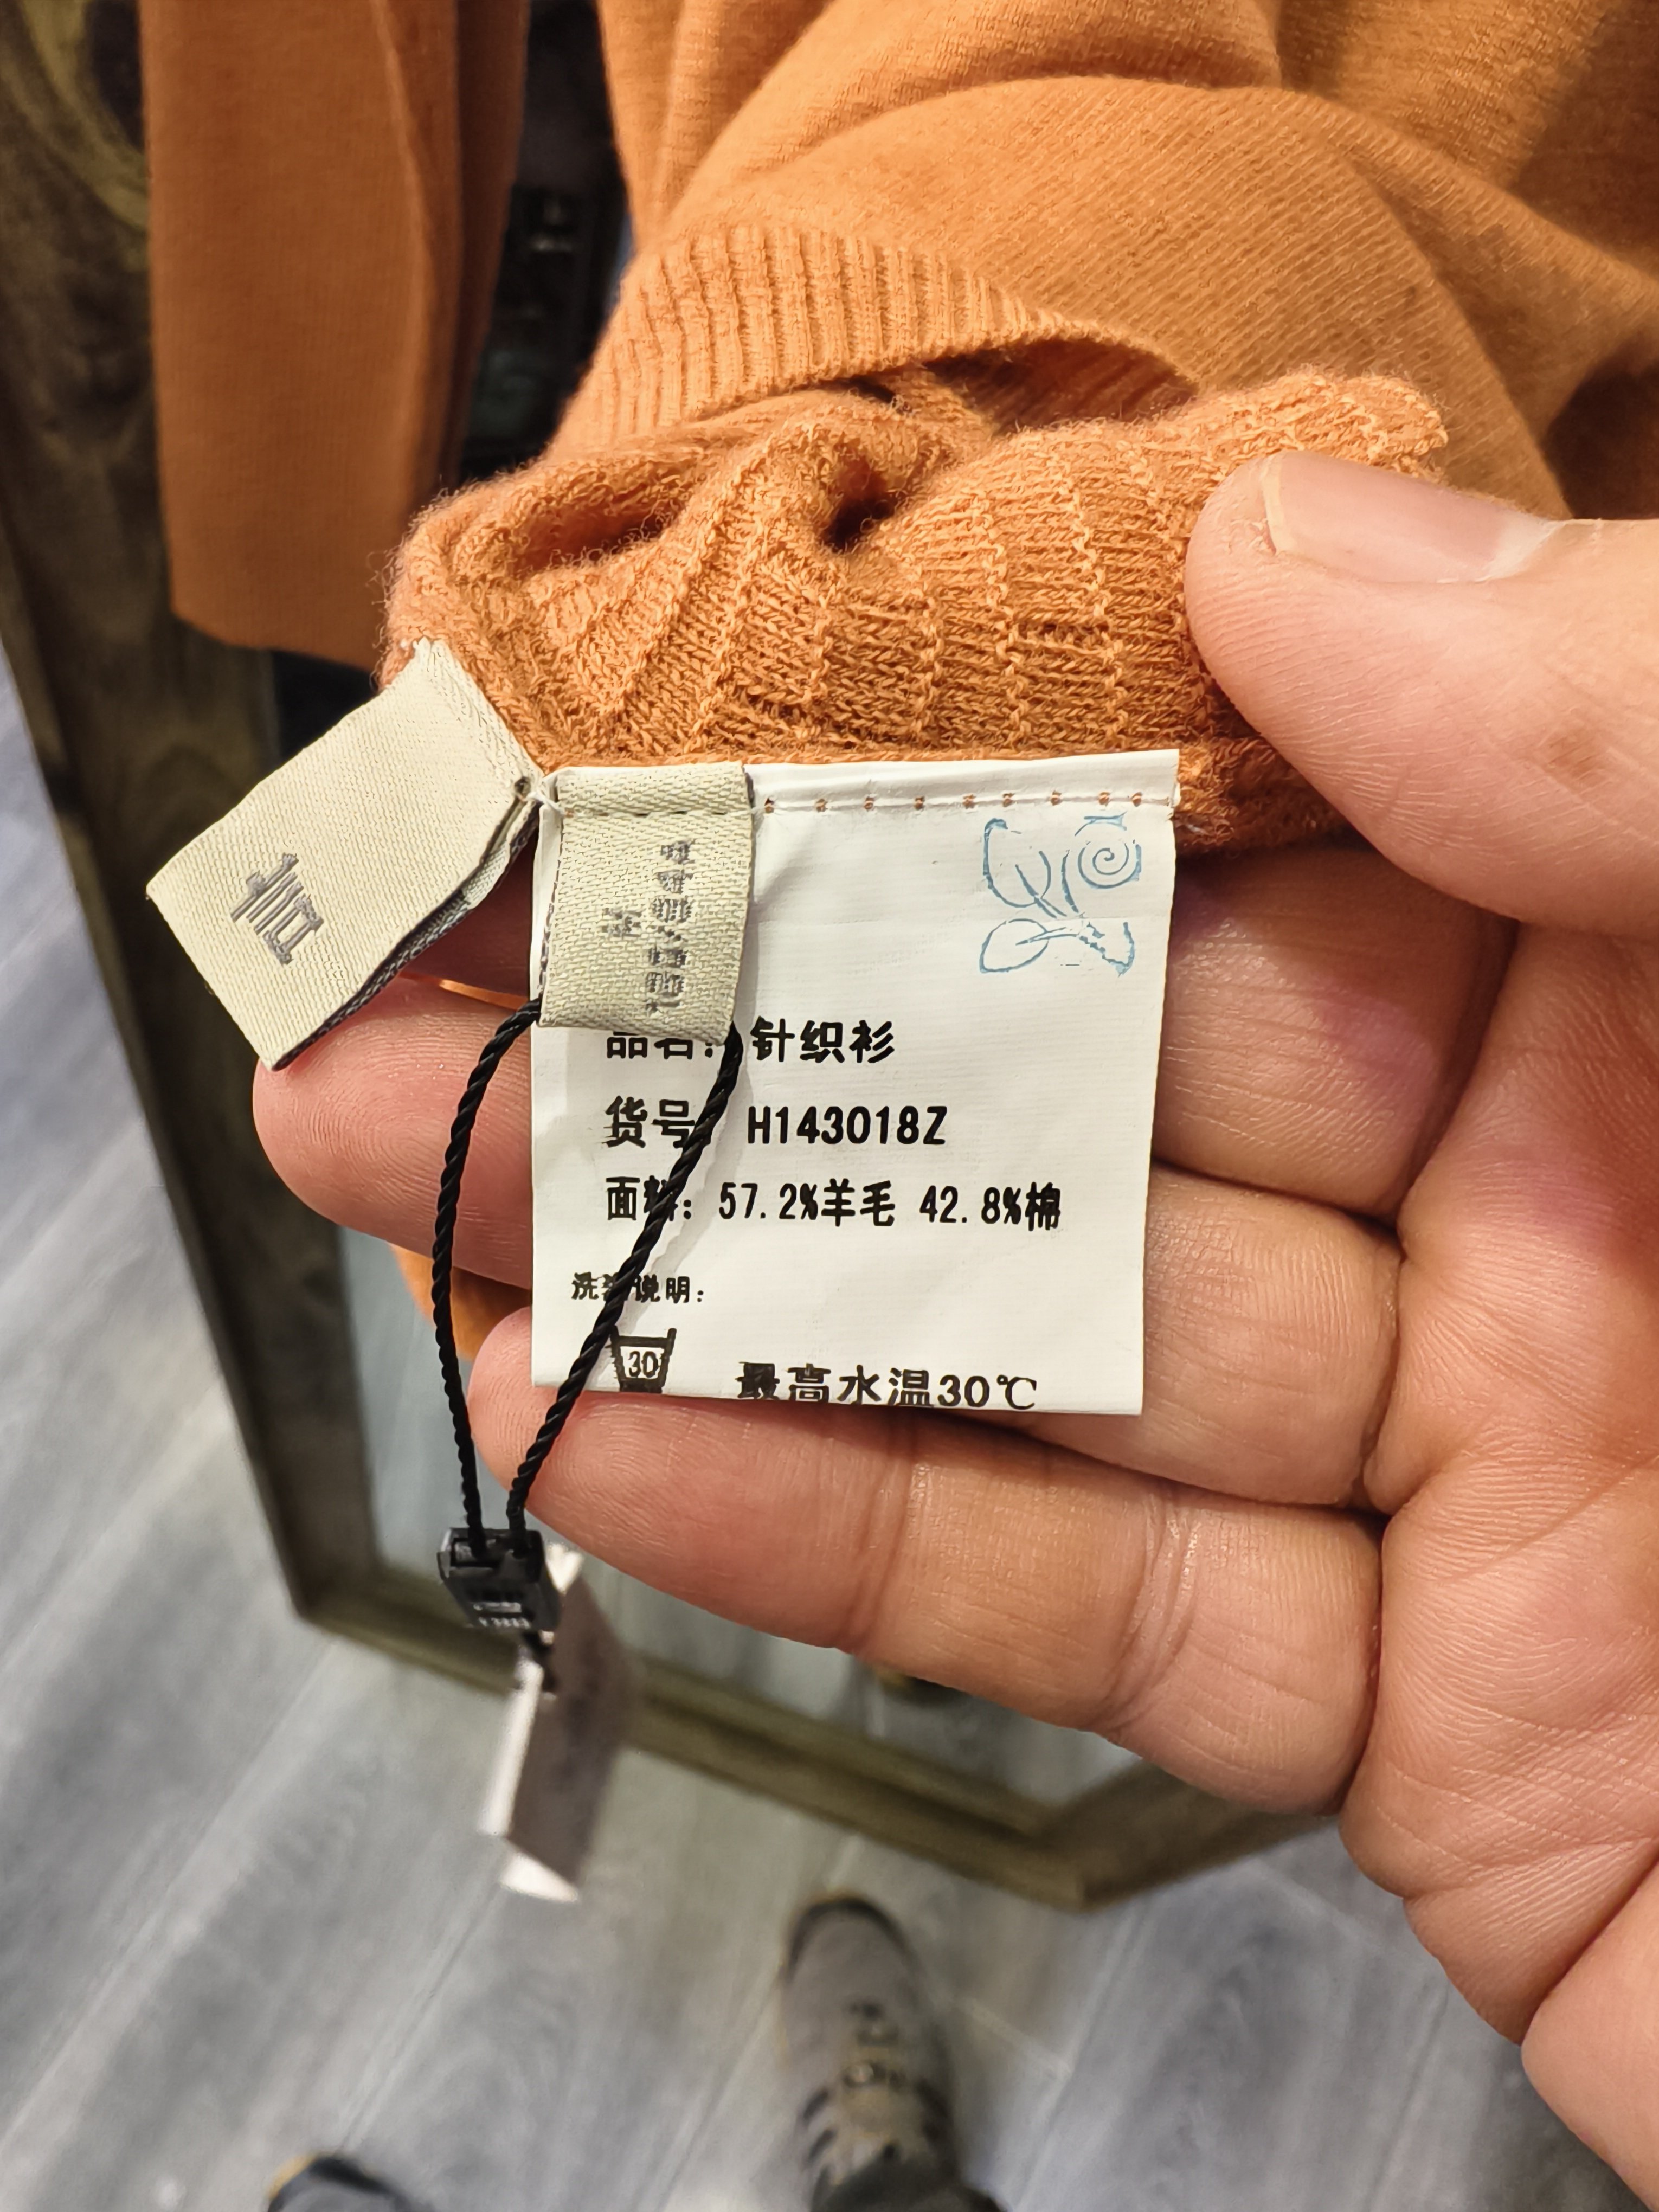 品名：针织衫
货号：H143018Z
面料：57.2%羊毛 42.8%棉
洗涤说明：
30
最高水温30℃